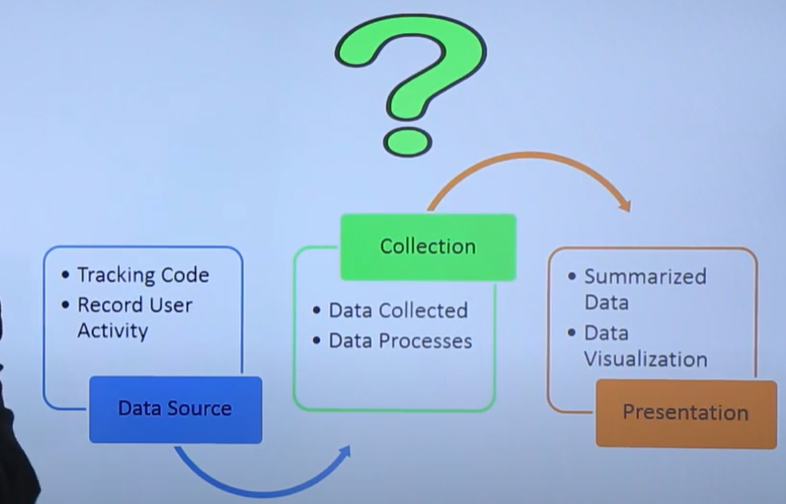 ?
• Tracking Code
• Record User
Activity
Data Source
Collection
• Data Collected
• Data Processes
• Summarized
Data
• Data
Visualization
Presentation